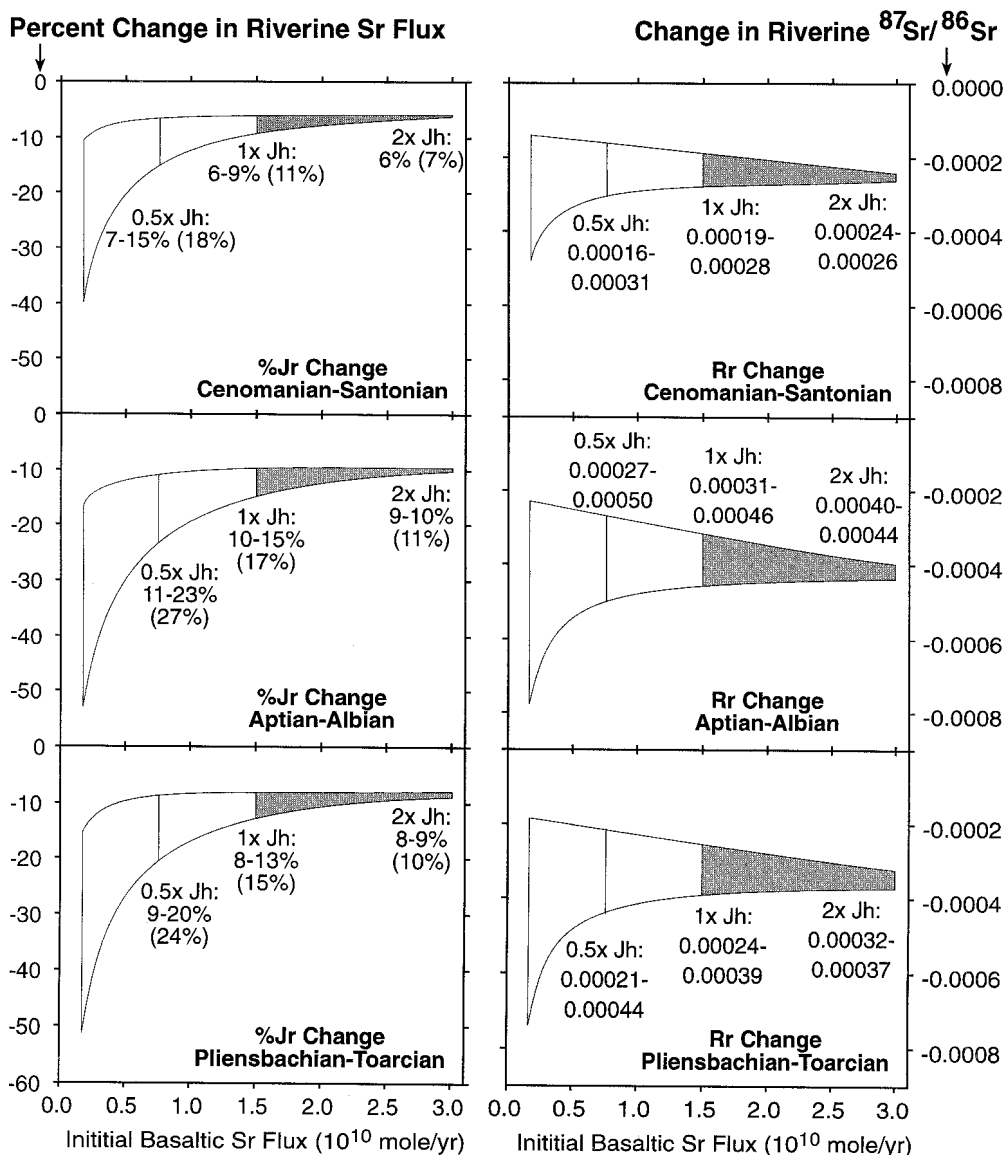 Percent Change in Riverine Sr Flux
Change in Riverine ⁸⁷Sr/⁸⁶Sr
0
-10
-20
-30
-40
-50
1x Jh:
6-9% (11%)
2x Jh:
6% (7%)
0.5x Jh:
7-15% (18%)
%Jr Change
Cenomanian-Santonian
0.0000
-0.0002
-0.0004
-0.0006
-0.0008
0.5x Jh:
0.00016-
0.00031
1x Jh:
0.00019-
0.00028
2x Jh:
0.00024-
0.00026
Rr Change
Cenomanian-Santonian
0
-10
-20
-30
-40
-50
0.5x Jh:
11-23%
(27%)
1x Jh:
10-15%
(17%)
2x Jh:
9-10%
(11%)
%Jr Change
Aptian-Albian
0.5x Jh:
0.00027-
0.00050
1x Jh:
0.00031-
0.00046
2x Jh:
0.00040-
0.00044
-0.0002
-0.0004
-0.0006
-0.0008
Rr Change
Aptian-Albian
0
-10
-20
-30
-40
-50
-60
0.5x Jh:
9-20%
(24%)
1x Jh:
8-13%
(15%)
2x Jh:
8-9%
(10%)
%Jr Change
Pliensbachian-Toarcian
-0.0002
-0.0004
-0.0006
-0.0008
0.5x Jh:
0.00021-
0.00044
1x Jh:
0.00024-
0.00039
2x Jh:
0.00032-
0.00037
Rr Change
Pliensbachian-Toarcian
0 0.5 1.0 1.5 2.0 2.5 3.0
Inititial Basaltic Sr Flux (10¹⁰ mole/yr)
0 0.5 1.0 1.5 2.0 2.5 3.0
Inititial Basaltic Sr Flux (10¹⁰ mole/yr)